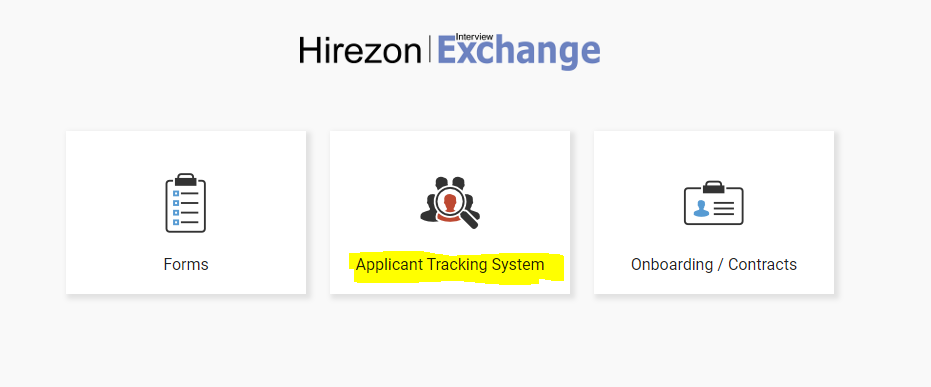 Hirezon Interview Exchange
Forms
Applicant Tracking System
Onboarding / Contracts